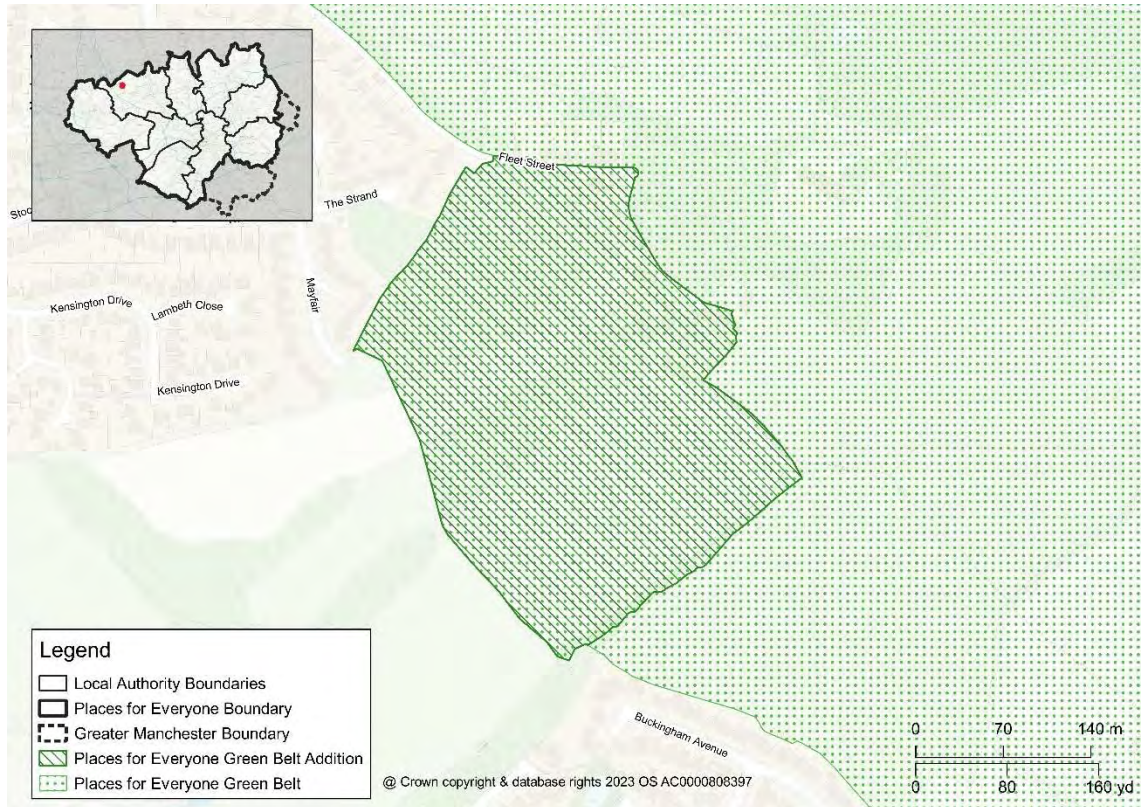 Fleet Street
The Strand
Mayfair
Kensington Drive
Lambeth Close
Kensington Drive
Legend
Local Authority Boundaries
Places for Everyone Boundary
Greater Manchester Boundary
Places for Everyone Green Belt Addition
Places for Everyone Green Belt
@ Crown copyright & database rights 2023 OS AC0000808397
Buckingham Avenue
0 70 140 m
0 80 160 yd